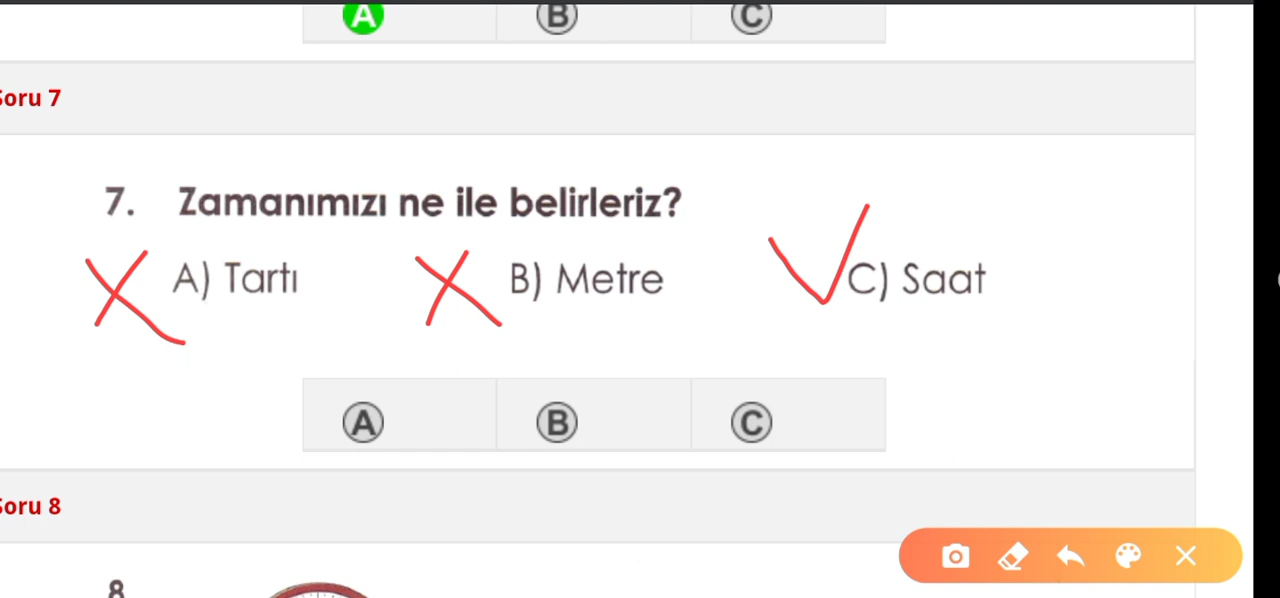 A B C
Soru 7
7. Zamanımızı ne ile belirleriz?
A) Tartı B) Metre C) Saat
A B C
Soru 8
8